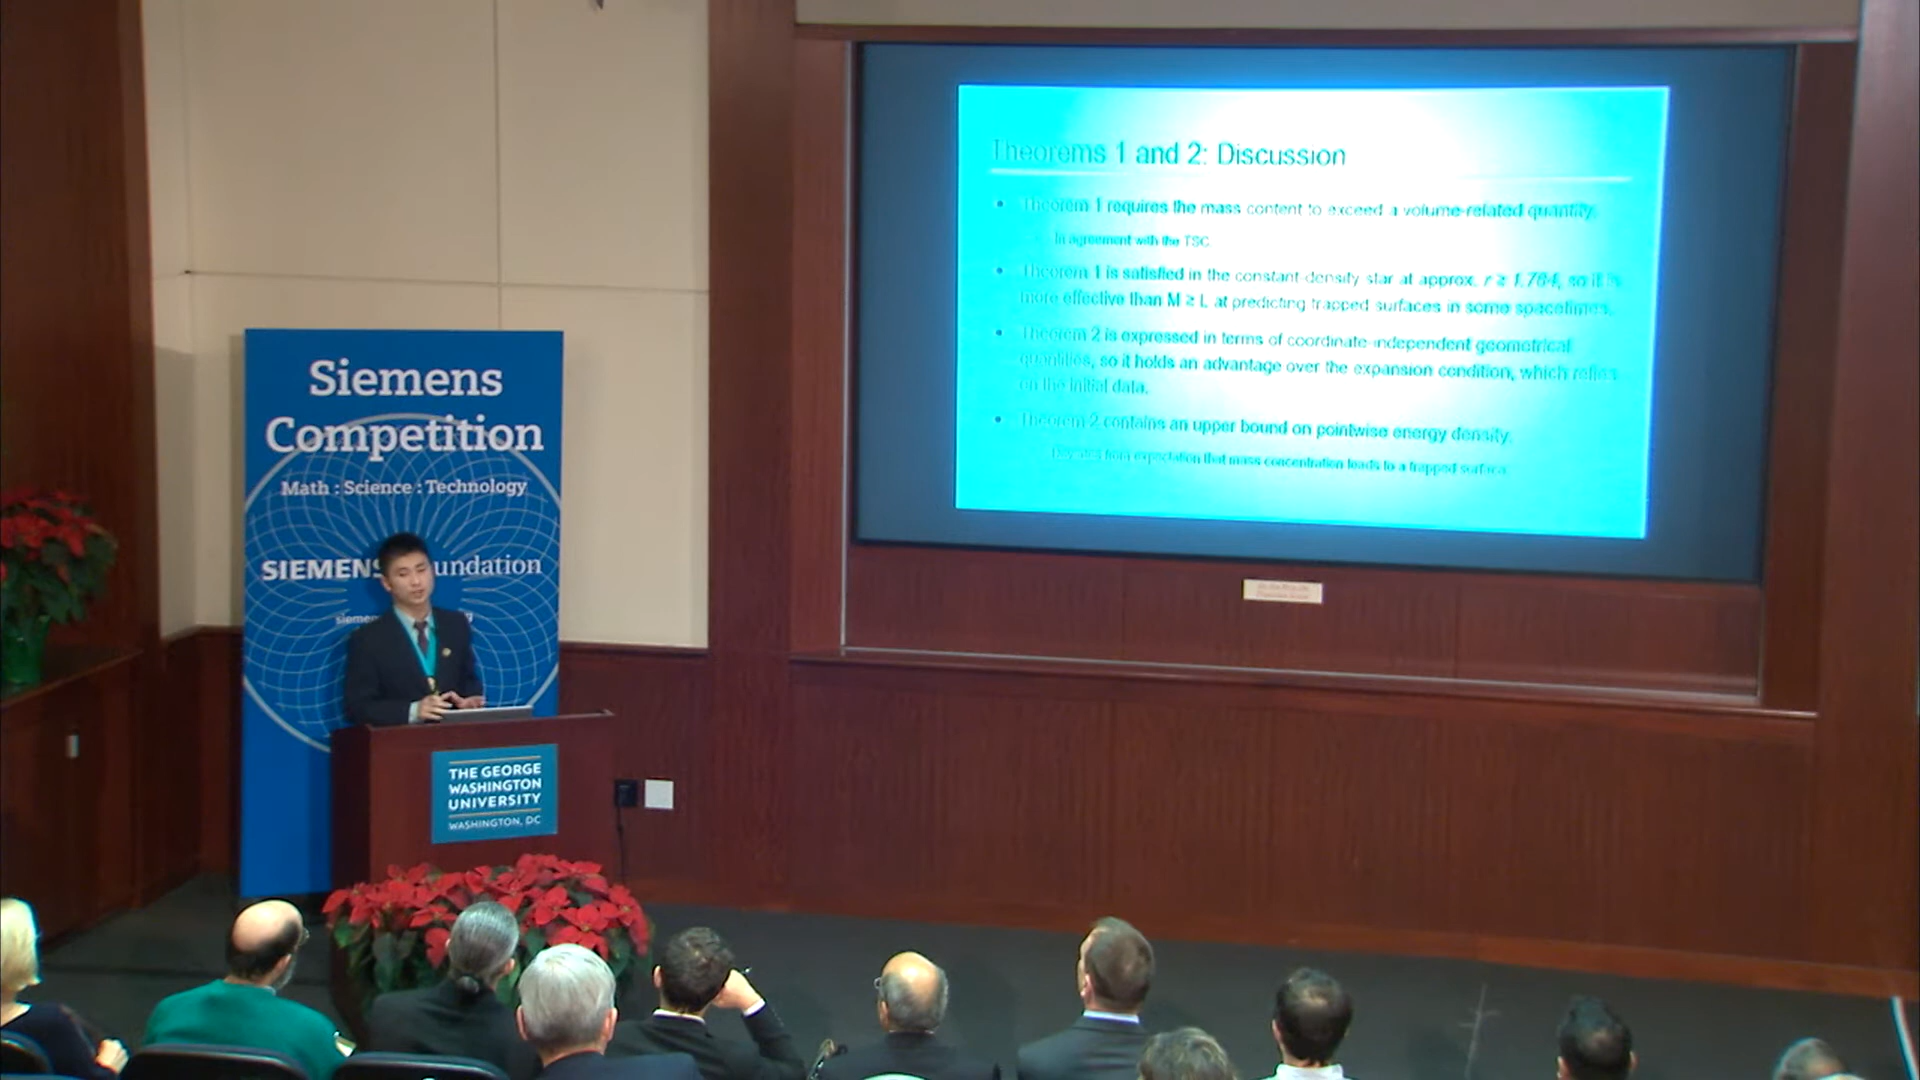 Theorems 1 and 2: Discussion
Theorem 1 requires the mass content to exceed a volume-related quantity.
In agreement with the TSC
Theorem 1 is satisfied in the constant density star at approx. r ≥ 1.764, so it is
more effective than M ≥ L at predicting trapped surfaces in some spacetimes.
Theorem 2 is expressed in terms of coordinate-independent geometrical
quantities, so it holds an advantage over the expansion condition, which relies
on the initial data.
Theorem 2 contains an upper bound on pointwise energy density.
from expectation that mass concentration leads to a trapped surface
Siemens
Competition
Math : Science : Technology
SIEMENS undation
THE GEORGE
WASHINGTON
UNIVERSITY
WASHINGTON, DC